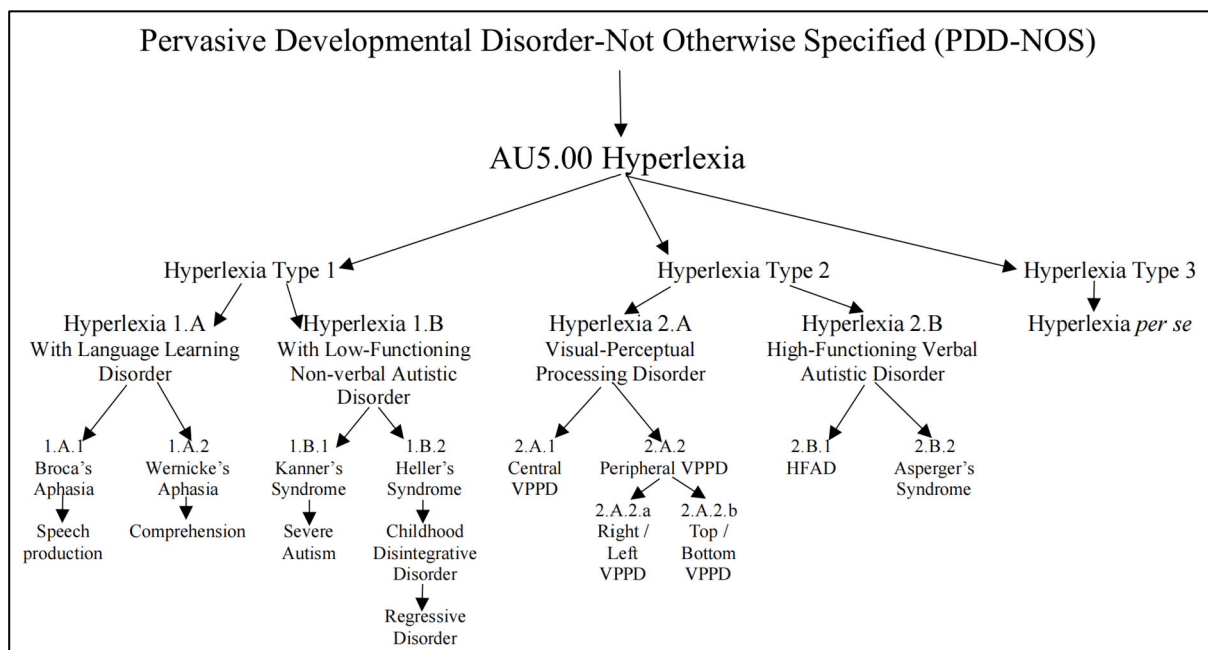 Pervasive Developmental Disorder-Not Otherwise Specified (PDD-NOS)
AU5.00 Hyperlexia
Hyperlexia Type 1
Hyperlexia Type 2
Hyperlexia Type 3
Hyperlexia 1.A
With Language Learning
Disorder
Hyperlexia 1.B
With Low-Functioning
Non-verbal Autistic
Disorder
Hyperlexia 2.A
Visual-Perceptual
Processing Disorder
Hyperlexia 2.B
High-Functioning Verbal
Autistic Disorder
Hyperlexia per se
1.A.1
Broca's
Aphasia
Speech
production
1.A.2
Wernicke's
Aphasia
Comprehension
1.B.1
Kanner's
Syndrome
Severe
Autism
1.B.2
Heller's
Syndrome
Childhood
Disintegrative
Disorder
Regressive
Disorder
2.A.1
Central
VPPD
2.A.2
Peripheral VPPD
2.A.2.a
Right /
Left
VPPD
2.A.2.b
Top /
Bottom
VPPD
2.B.1
HFAD
2.B.2
Asperger's
Syndrome